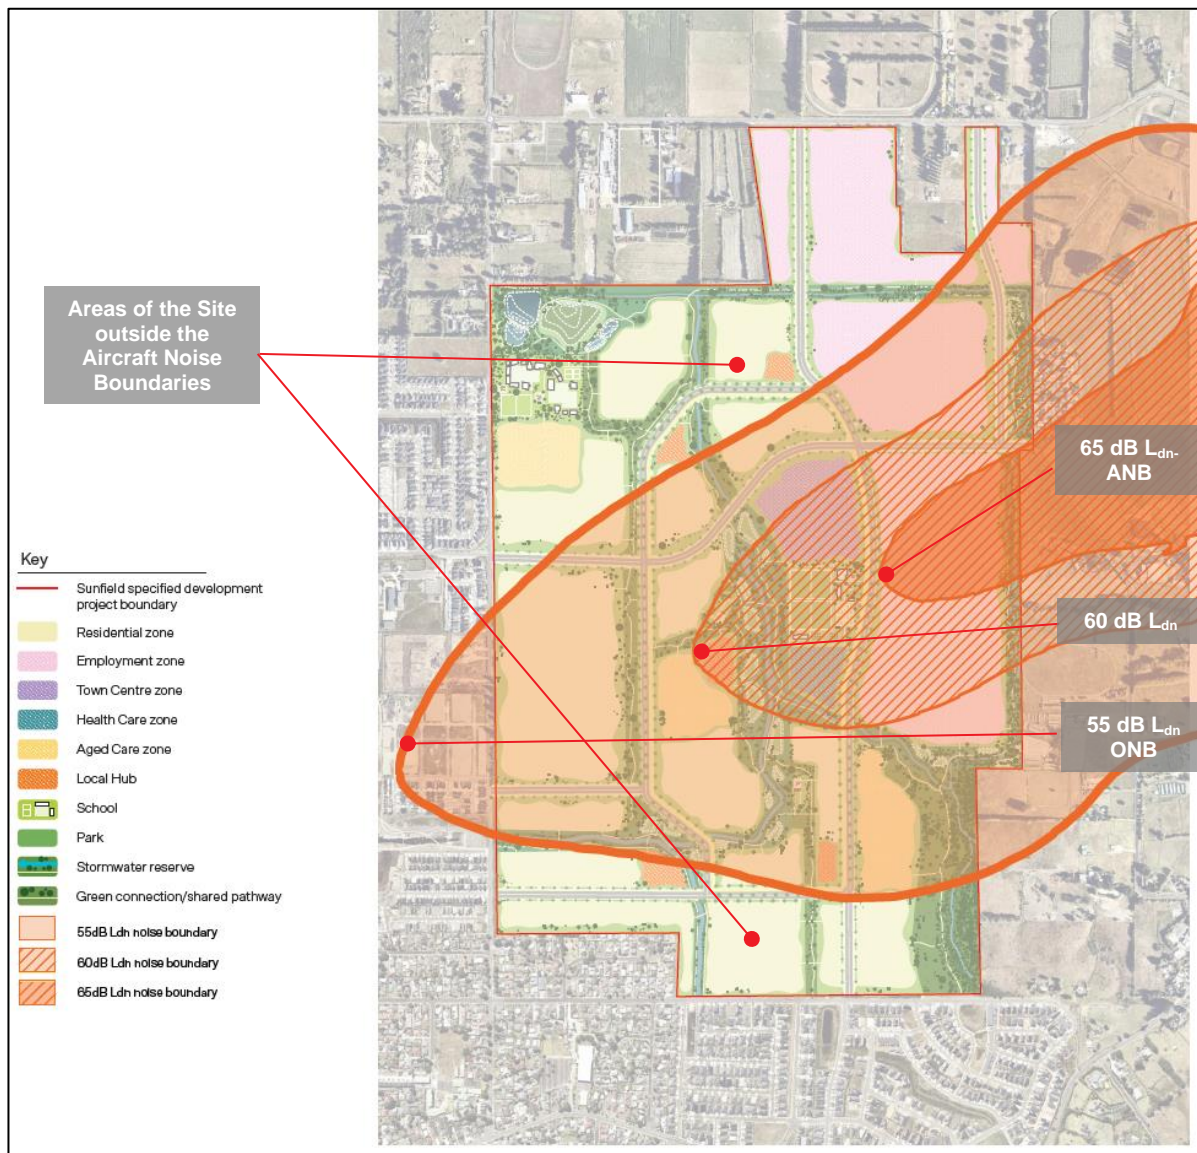 Areas of the Site
outside the
Aircraft Noise
Boundaries
65 dB Ldn-
ANB
60 dB Ldn
55 dB Ldn
ONB
Key
Sunfield specified development
project boundary
Residential zone
Employment zone
Town Centre zone
Health Care zone
Aged Care zone
Local Hub
School
Park
Stormwater reserve
Green connection/shared pathway
55dB Ldn noise boundary
60dB Ldn noise boundary
65dB Ldn noise boundary